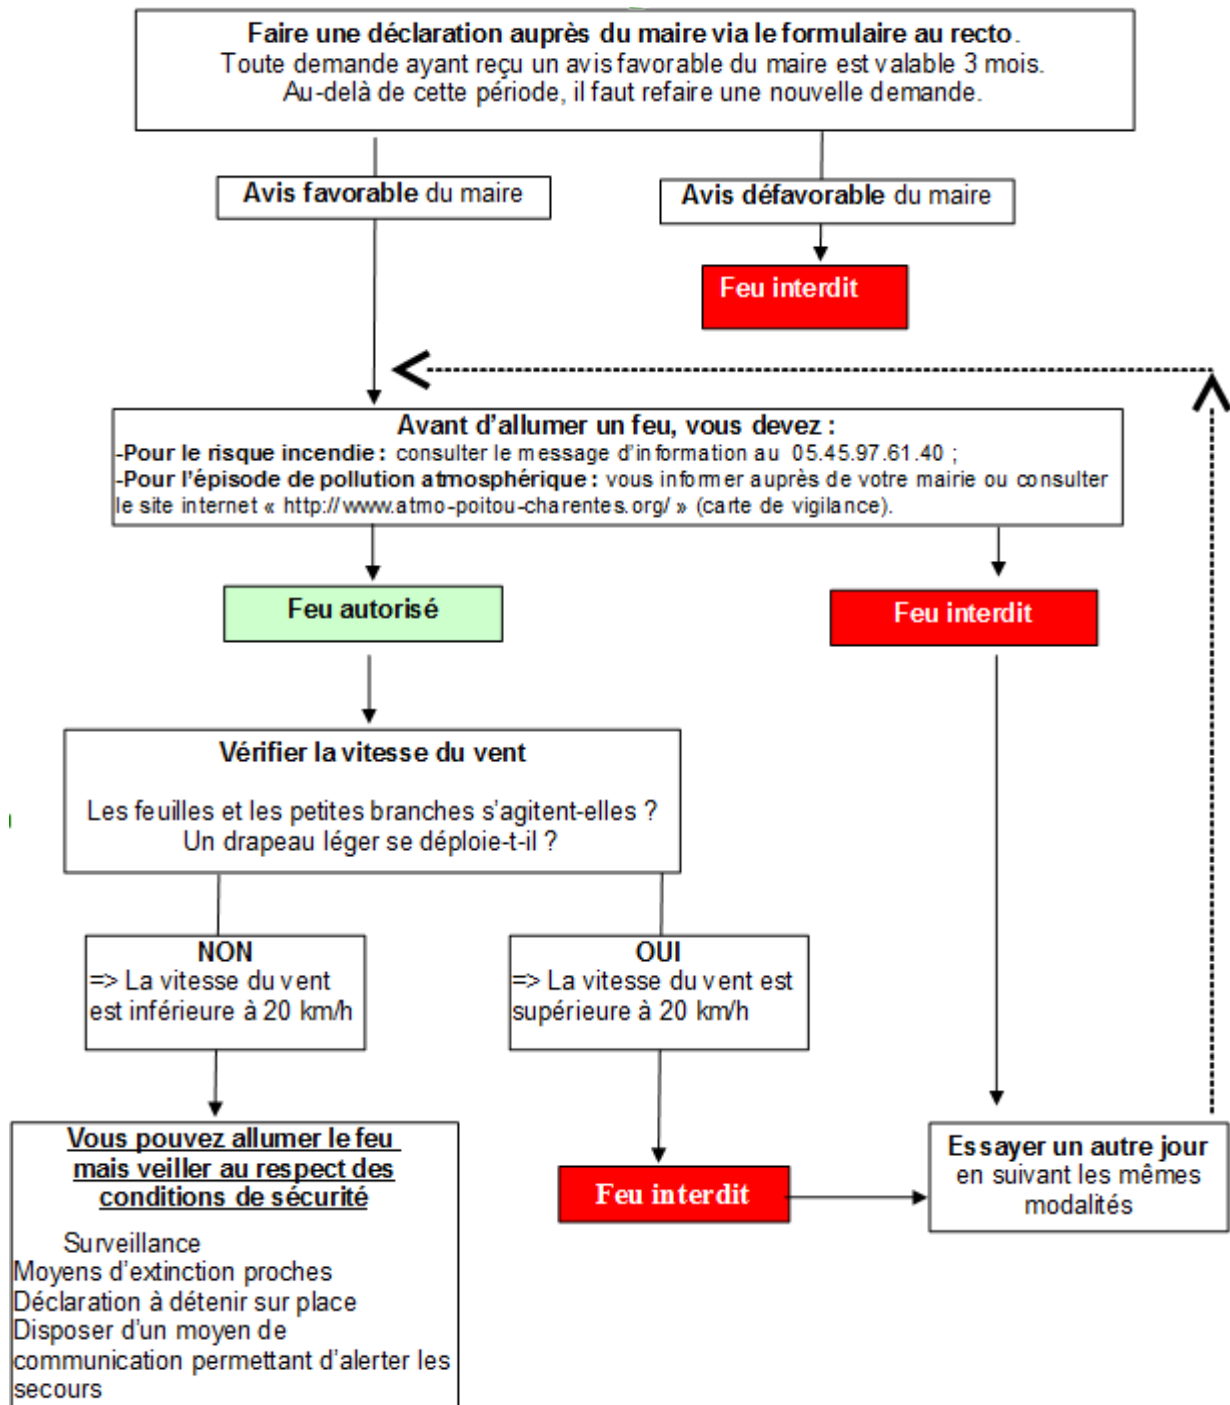 Faire une déclaration auprès du maire via le formulaire au recto.
Toute demande ayant reçu un avis favorable du maire est valable 3 mois.
Au-delà de cette période, il faut refaire une nouvelle demande.
Avis favorable du maire
Avis défavorable du maire
Feu interdit
Avant d'allumer un feu, vous devez :
-Pour le risque incendie : consulter le message d'information au 05.45.97.61.40 ;
-Pour l'épisode de pollution atmosphérique : vous informer auprès de votre mairie ou consulter
le site internet « http://www.atmo-poitou-charentes.org/ » (carte de vigilance).
Feu autorisé
Feu interdit
Vérifier la vitesse du vent
Les feuilles et les petites branches s'agitent-elles ?
Un drapeau léger se déploie-t-il ?
NON
=> La vitesse du vent
est inférieure à 20 km/h
OUI
=> La vitesse du vent est
supérieure à 20 km/h
Vous pouvez allumer le feu
mais veiller au respect des
conditions de sécurité
Surveillance
Moyens d'extinction proches
Déclaration à détenir sur place
Disposer d'un moyen de
communication permettant d'alerter les
secours
Feu interdit
Essayer un autre jour
en suivant les mêmes
modalités